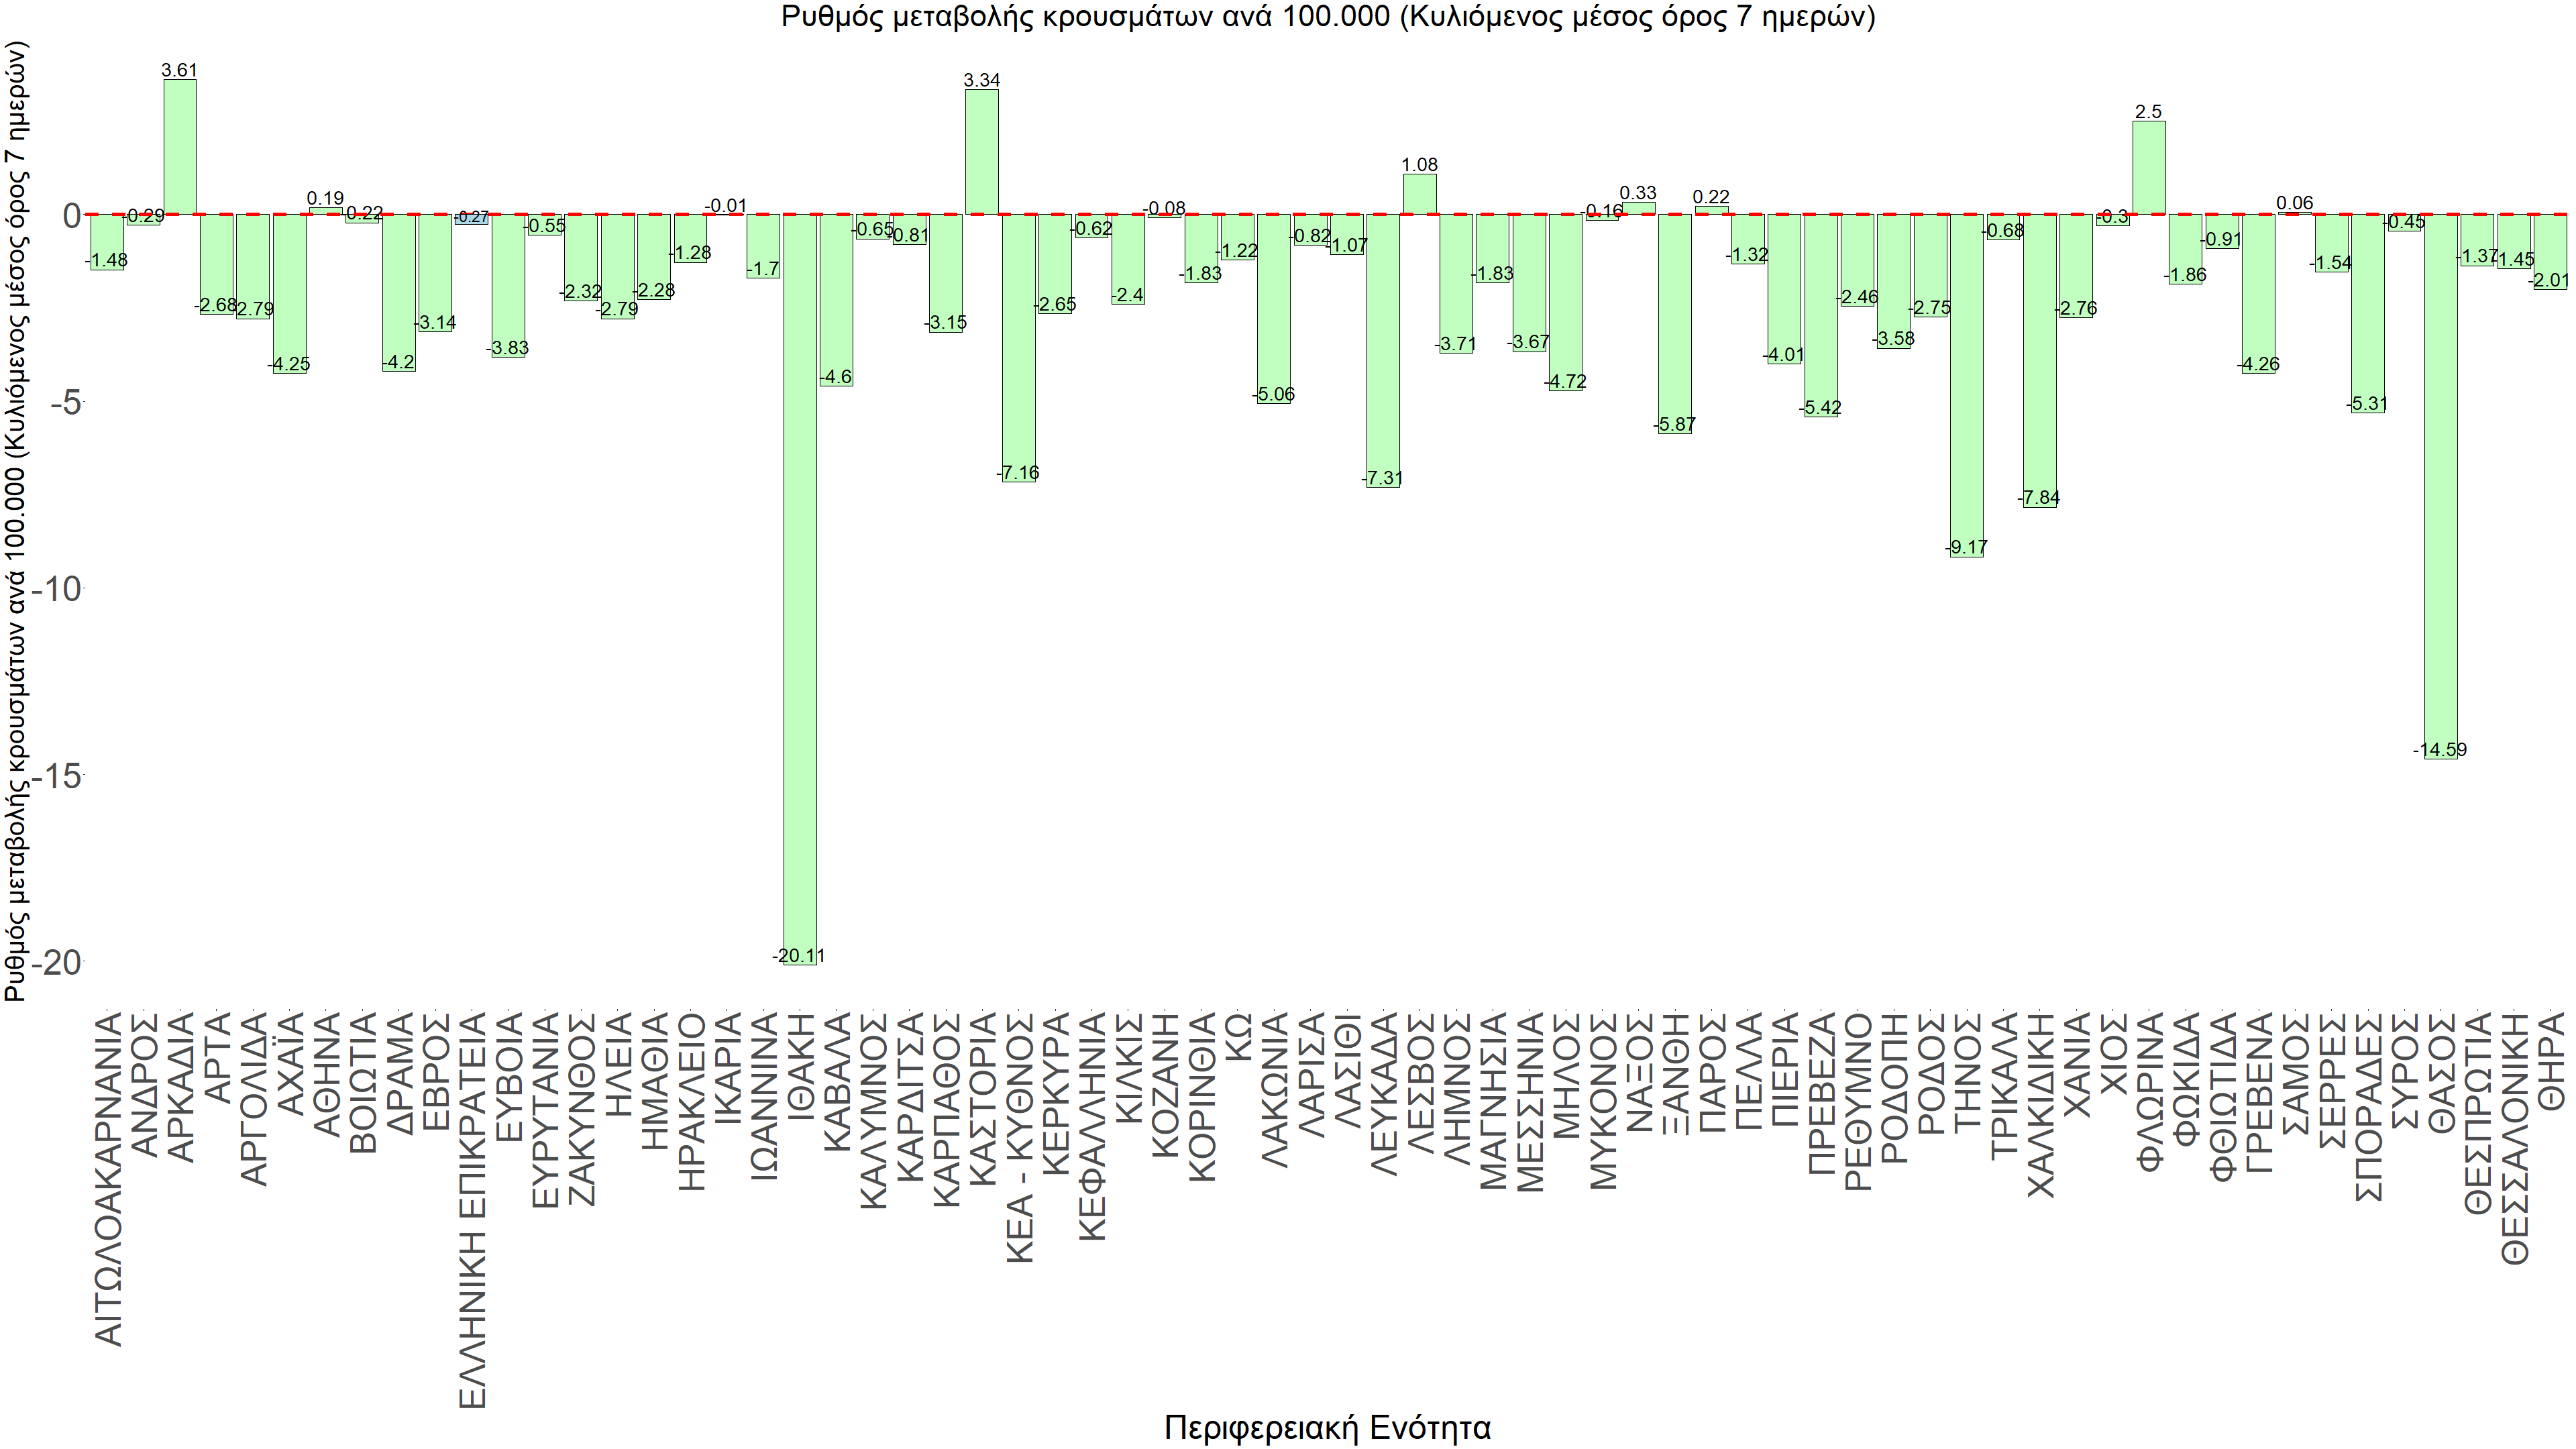 Ρυθμός μεταβολής κρουσμάτων ανά 100.000 (Κυλιόμενος μέσος όρος 7 ημερών)
Ρυθμός μεταβολής κρουσμάτων ανά 100.000 (Κυλιόμενος μέσος όρος 7 ημερών)
0
-5
-10
-15
-20
-1.48
-0.29
3.61
-2.68
-2.79
-4.25
0.19
-0.22
-4.2
-3.14
-0.27
-3.83
-0.55
-2.32
-2.79
-2.28
-1.28
-0.01
-1.7
-20.11
-4.6
-0.65
-0.81
-3.15
3.34
-7.16
-2.65
-0.62
-2.4
-0.08
-1.83
-1.22
-5.06
-0.82
-1.07
-7.31
1.08
-3.71
-1.83
-3.67
-4.72
-0.16
0.33
-5.87
0.22
-1.32
-4.01
-5.42
-2.46
-3.58
-2.75
-9.17
-0.68
-7.84
-2.76
-0.3
2.5
-1.86
-0.91
-4.26
0.06
-1.54
-5.31
-0.45
-14.59
-1.37
-1.45
-2.01
ΑΙΤΩΛΟΑΚΑΡΝΑΝΙΑ
ΑΝΔΡΟΣ
ΑΡΚΑΔΙΑ
ΑΡΤΑ
ΑΡΓΟΛΙΔΑ
ΑΧΑΪΑ
ΑΘΗΝΑ
ΒΟΙΩΤΙΑ
ΔΡΑΜΑ
ΕΒΡΟΣ
ΕΛΛΗΝΙΚΗ ΕΠΙΚΡΑΤΕΙΑ
ΕΥΒΟΙΑ
ΕΥΡΥΤΑΝΙΑ
ΖΑΚΥΝΘΟΣ
ΗΛΕΙΑ
ΗΜΑΘΙΑ
ΗΡΑΚΛΕΙΟ
ΙΚΑΡΙΑ
ΙΩΑΝΝΙΝΑ
ΙΘΑΚΗ
ΚΑΒΑΛΑ
ΚΑΛΥΜΝΟΣ
ΚΑΡΔΙΤΣΑ
ΚΑΡΠΑΘΟΣ
ΚΑΣΤΟΡΙΑ
ΚΕΑ - ΚΥΘΝΟΣ
ΚΕΡΚΥΡΑ
ΚΕΦΑΛΛΗΝΙΑ
ΚΙΛΚΙΣ
ΚΟΖΑΝΗ
ΚΟΡΙΝΘΙΑ
ΚΩ
ΛΑΚΩΝΙΑ
ΛΑΡΙΣΑ
ΛΑΣΙΘΙ
ΛΕΥΚΑΔΑ
ΛΕΣΒΟΣ
ΛΗΜΝΟΣ
ΜΑΓΝΗΣΙΑ
ΜΕΣΣΗΝΙΑ
ΜΗΛΟΣ
ΜΥΚΟΝΟΣ
ΝΑΞΟΣ
ΞΑΝΘΗ
ΠΑΡΟΣ
ΠΕΛΛΑ
ΠΙΕΡΙΑ
ΠΡΕΒΕΖΑ
ΡΕΘΥΜΝΟ
ΡΟΔΟΠΗ
ΡΟΔΟΣ
ΤΗΝΟΣ
ΤΡΙΚΑΛΑ
ΧΑΛΚΙΔΙΚΗ
ΧΑΝΙΑ
ΧΙΟΣ
ΦΛΩΡΙΝΑ
ΦΩΚΙΔΑ
ΦΘΙΩΤΙΔΑ
ΓΡΕΒΕΝΑ
ΣΑΜΟΣ
ΣΕΡΡΕΣ
ΣΠΟΡΑΔΕΣ
ΣΥΡΟΣ
ΘΑΣΟΣ
ΘΕΣΠΡΩΤΙΑ
ΘΕΣΣΑΛΟΝΙΚΗ
ΘΗΡΑ
Περιφερειακή Ενότητα